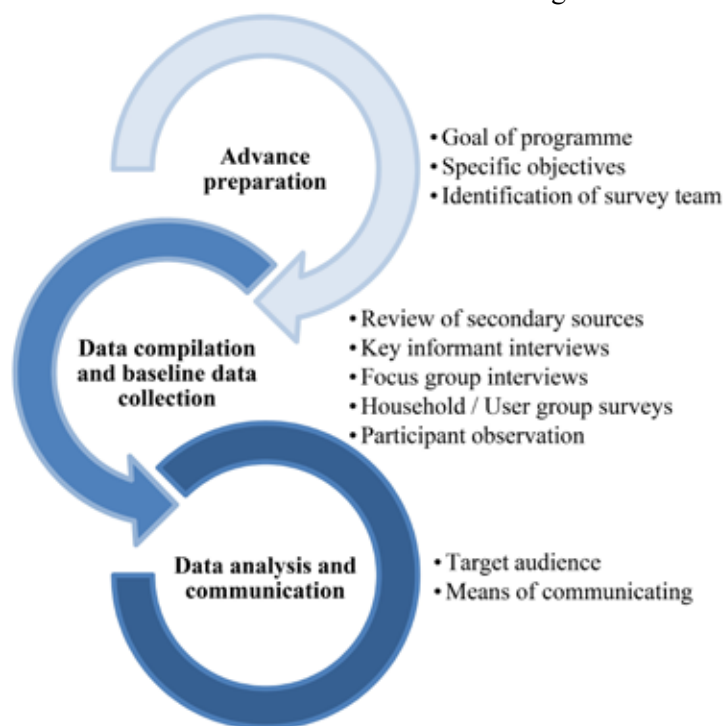 Advance
preparation
• Goal of programme
• Specific objectives
• Identification of survey team
Data compilation
and baseline data
collection
• Review of secondary sources
• Key informant interviews
• Focus group interviews
• Household / User group surveys
• Participant observation
Data analysis and
communication
• Target audience
• Means of communicating